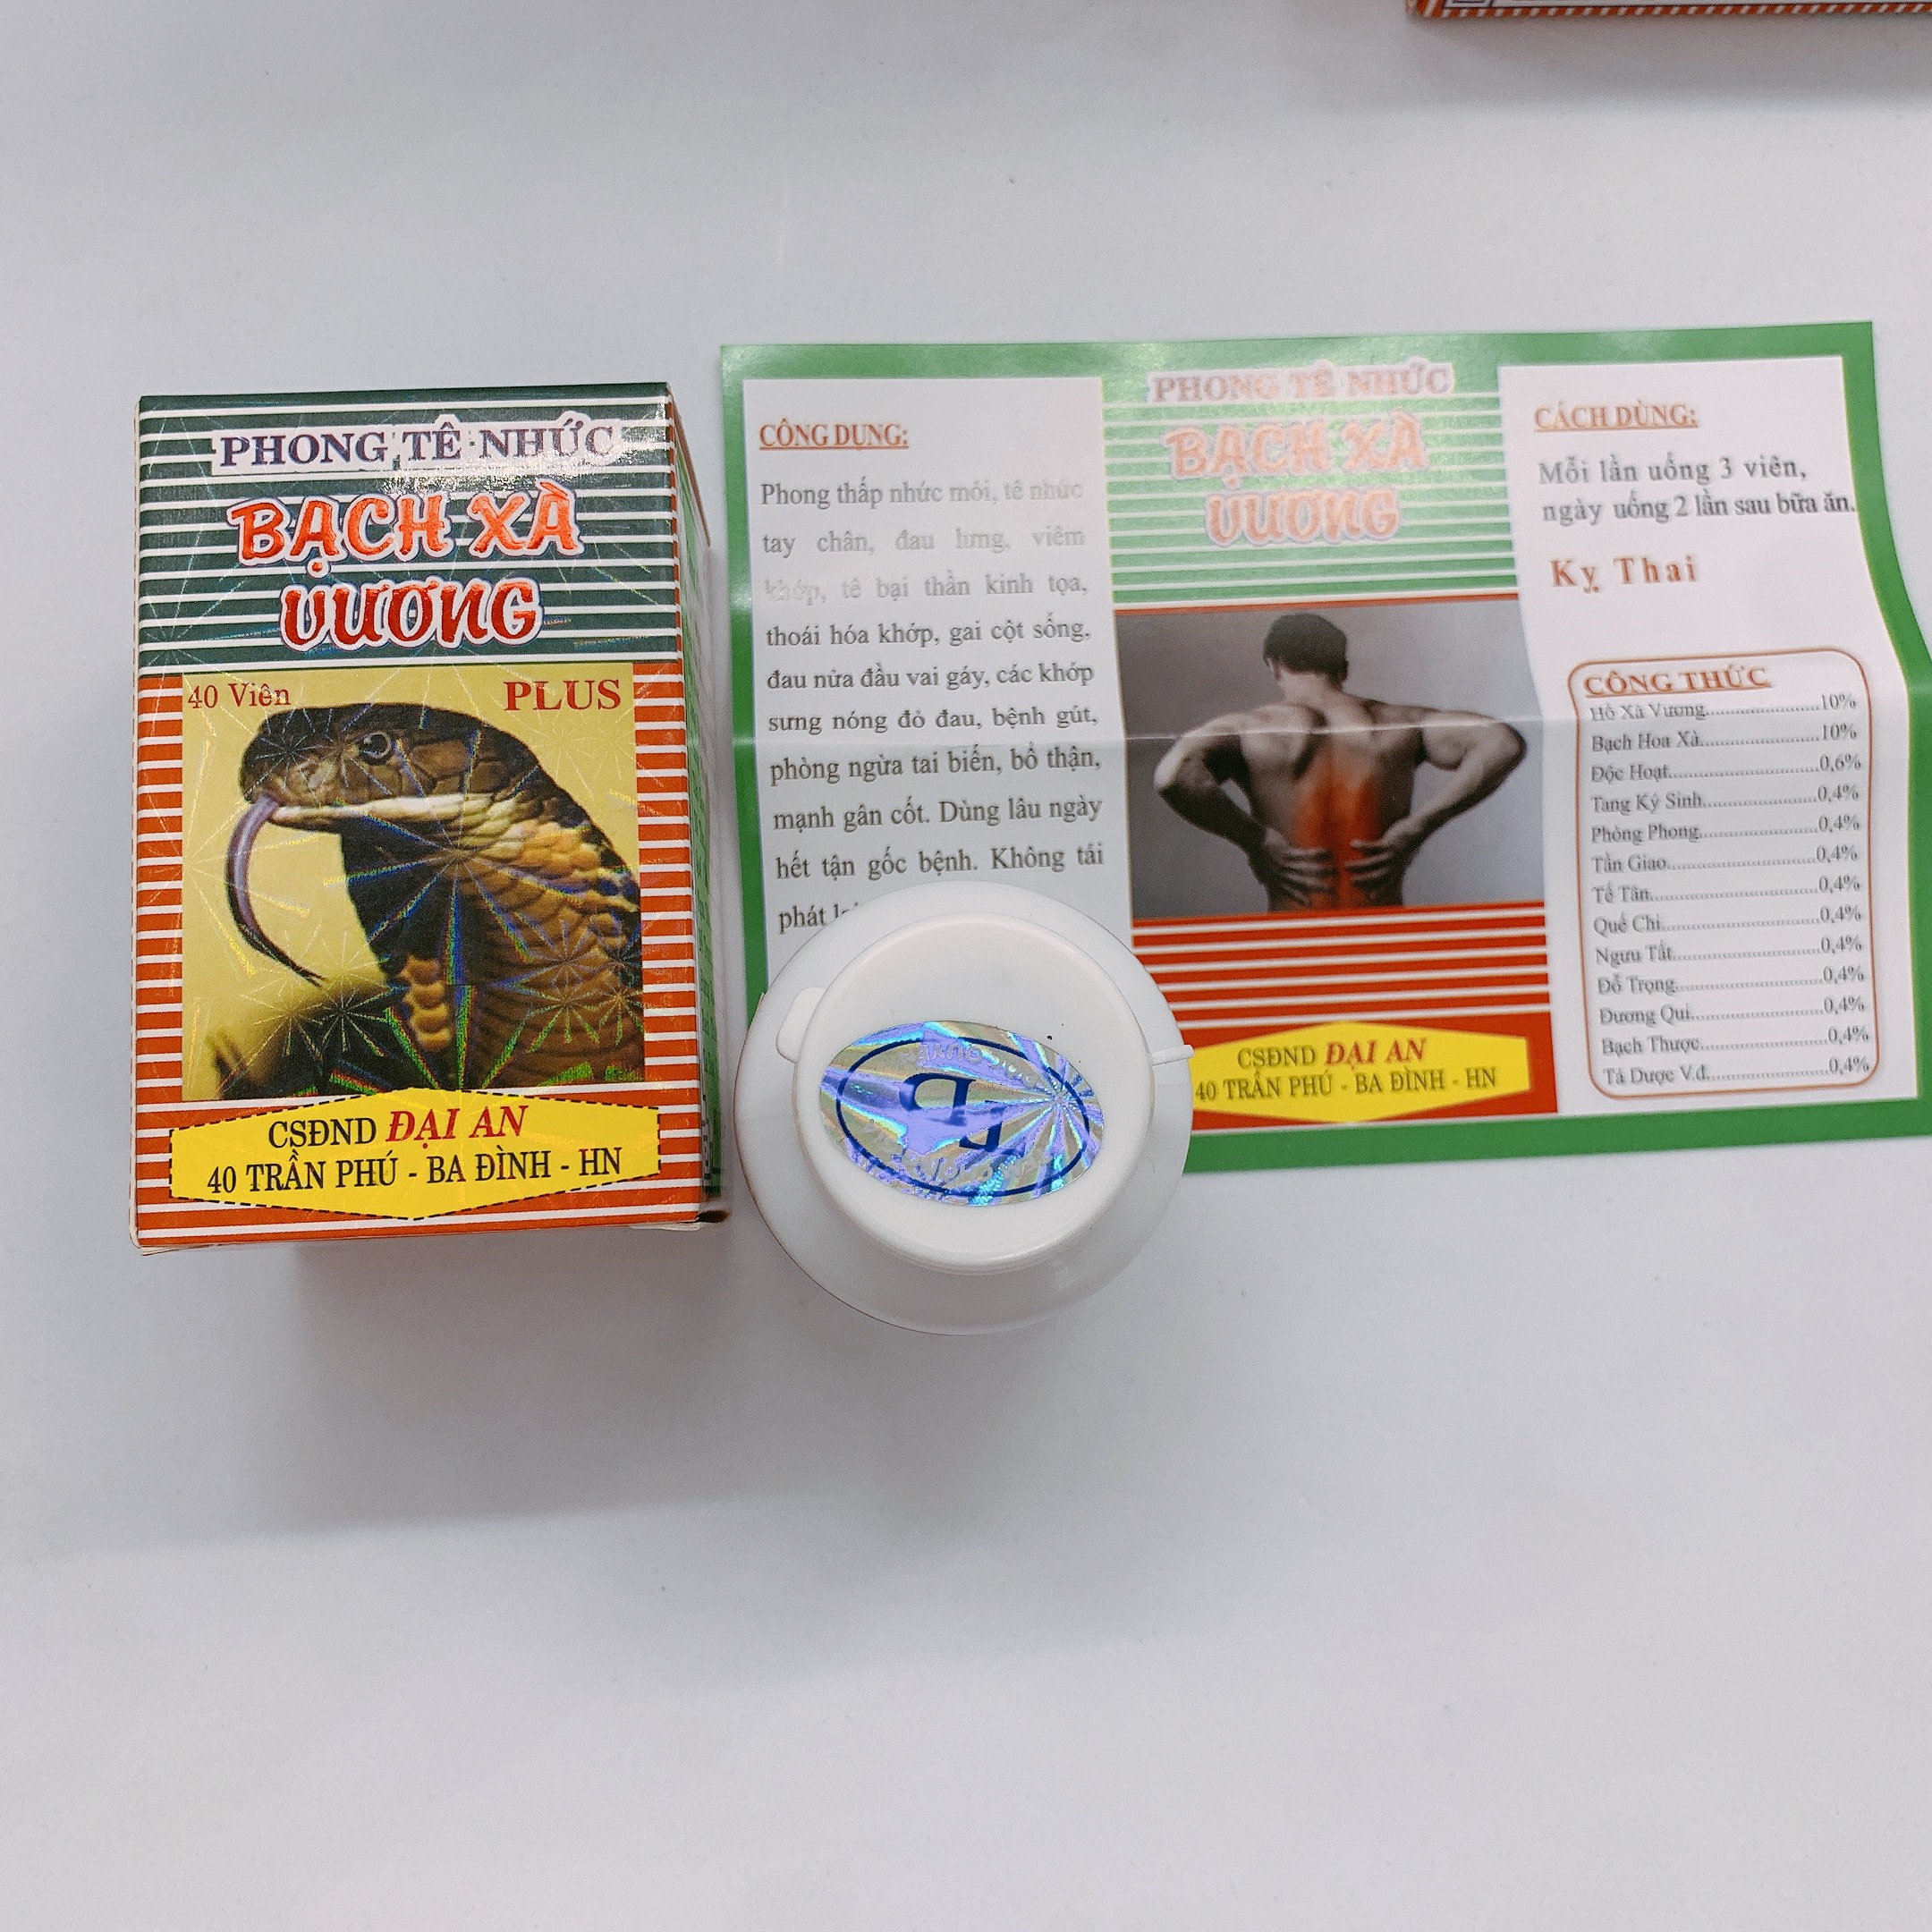 PHONG TÊ NHỨC
BẠCH XÀ
VƯƠNG
40 Viên
PLUS
CSĐND ĐẠI AN
40 TRẦN PHÚ - BA ĐÌNH - HN
CÔNG DỤNG:
Phong thấp nhức mỏi, tê nhức
tay chân, đau lưng, viêm
khớp, tê bại thần kinh tọa,
thoái hóa khớp, gai cột sống,
đau nửa đầu vai gáy, các khớp
sưng nóng đỏ đau, bệnh gút,
phòng ngừa tai biến, bổ thận,
mạnh gân cốt. Dùng lâu ngày
hết tận gốc bệnh. Không tái
phát
PHONG TÊ NHỨC
BẠCH XÀ
VƯƠNG
CSĐND ĐẠI AN
40 TRẦN PHÚ - BA ĐÌNH - HN
CÁCH DÙNG:
Mỗi lần uống 3 viên,
ngày uống 2 lần sau bữa ăn.
Kỵ Thai
CÔNG THỨC
Hổ Xà Vương....................10%
Bạch Hoa Xà....................10%
Độc Hoạt....................0,6%
Tang Ký Sinh....................0,4%
Phòng Phong....................0,4%
Tần Giao....................0,4%
Tế Tân....................0,4%
Quế Chi....................0,4%
Ngưu Tất....................0,4%
Đỗ Trọng....................0,4%
Đương Qui....................0,4%
Bạch Thược....................0,4%
Tá Dược V.đ....................0,4%